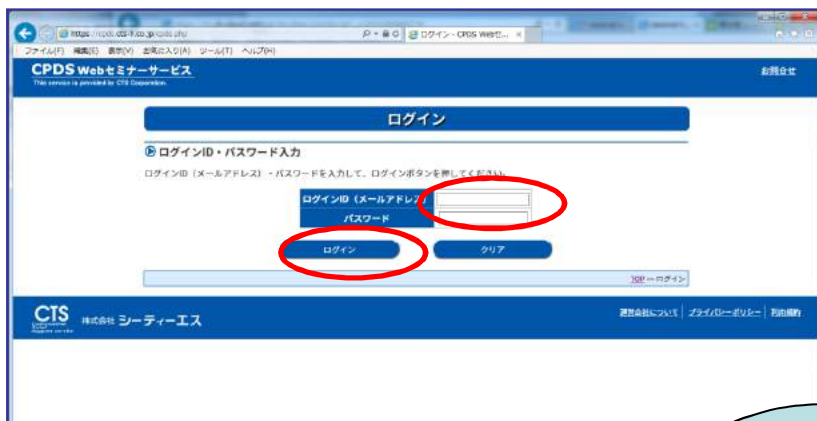 ログイン - CPDS Webセ...
ファイル(F) 編集(E) 表示(V) お気に入り(A) ツール(T) ヘルプ(H)
CPDS Webセミナーサービス
お問合せ
This service is provided by CTS Corporation.
ログイン
ログインID・パスワード入力
ログインID（メールアドレス）・パスワードを入力して、ログインボタンを押してください。
ログインID（メールアドレス）
パスワード
ログイン クリア
TOP → ログイン
CTS 株式会社 シーティーエス
運営会社について | プライバシーポリシー | 利用規約